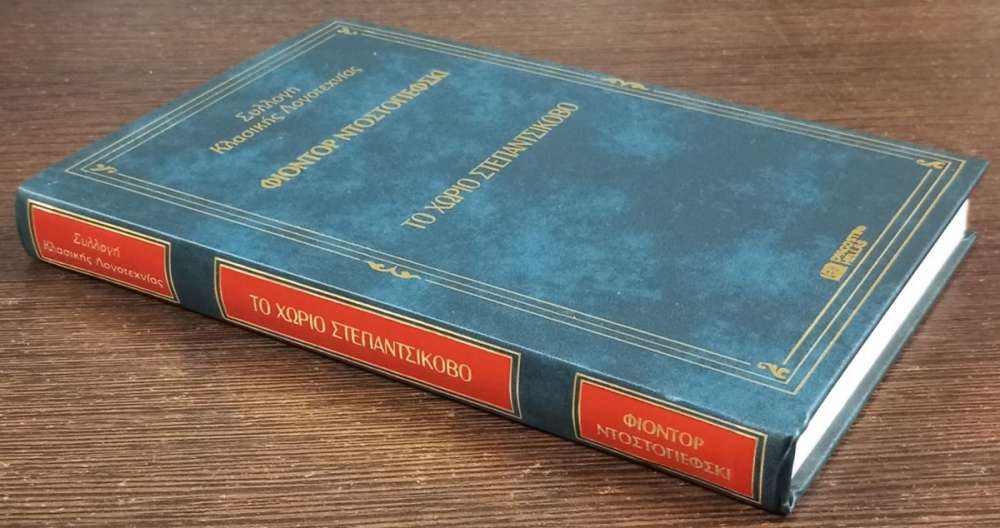 Συλλογή
Κλασικής Λογοτεχνίας
ΦΙΟΝΤΟΡ ΝΤΟΣΤΟΓΙΕΦΣΚΙ
ΤΟ ΧΩΡΙΟ ΣΤΕΠΑΝΤΣΙΚΟΒΟ
Συλλογή
Κλασικής Λογοτεχνίας
ΤΟ ΧΩΡΙΟ ΣΤΕΠΑΝΤΣΙΚΟΒΟ
ΦΙΟΝΤΟΡ
ΝΤΟΣΤΟΓΙΕΦΣΚΙ